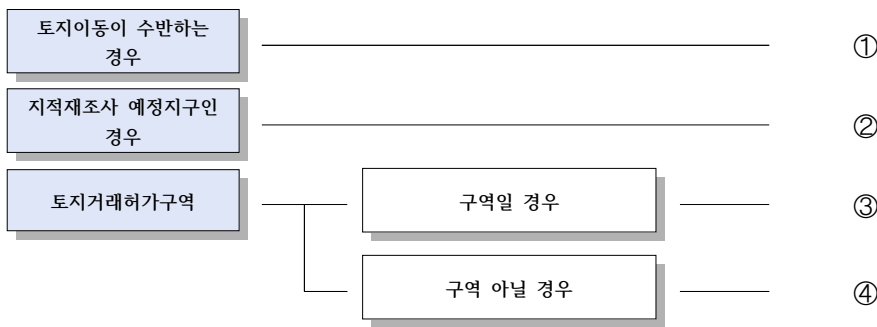 토지이동이 수반하는
경우
①
지적재조사 예정지구인
경우
②
토지거래허가구역
구역일 경우
③
구역 아닐 경우
④